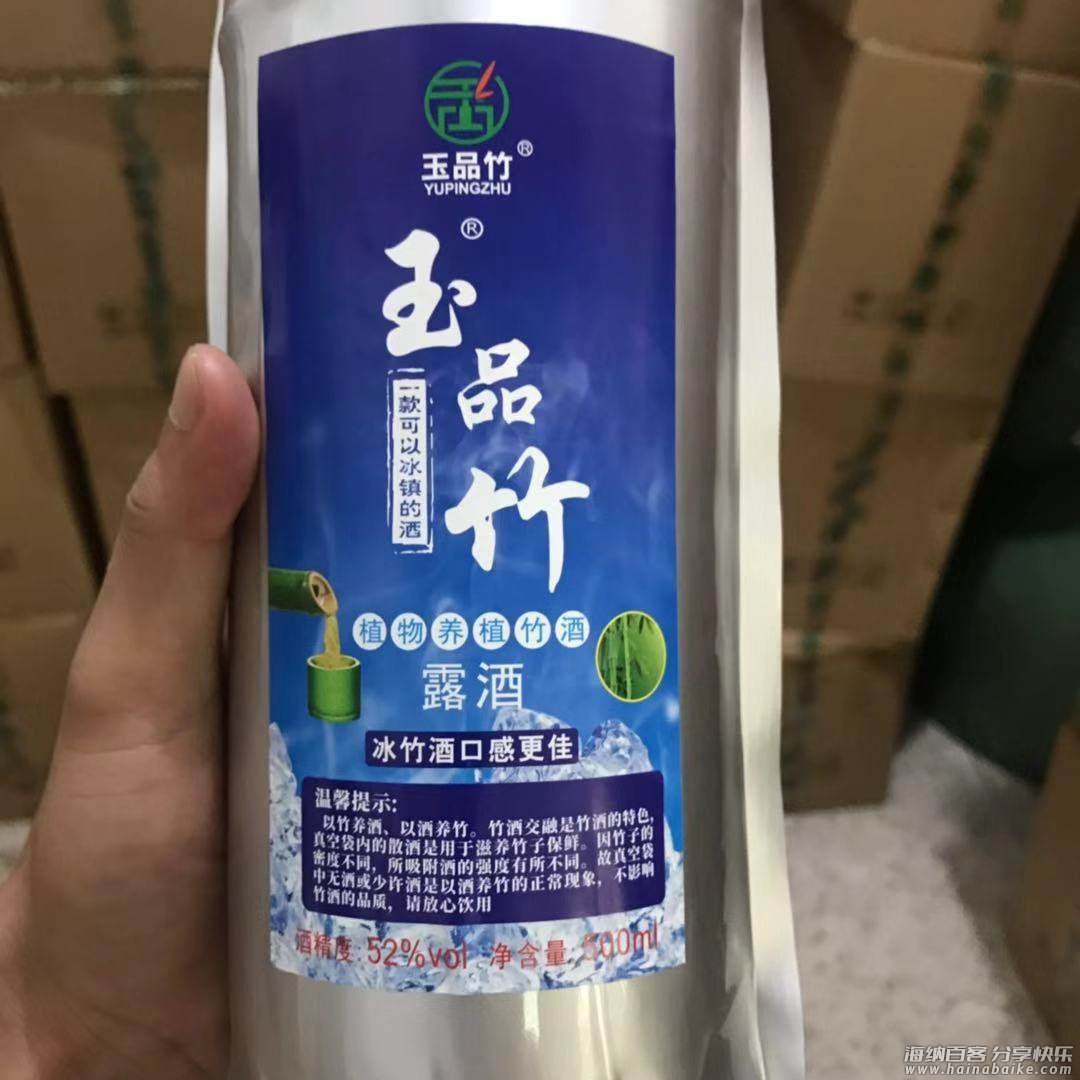 玉品竹®
YUPINGZHU
®
玉品竹
一款可以冰镇的酒
植物养植竹酒
露酒
冰竹酒口感更佳
温馨提示:
以竹养酒、以酒养竹。竹酒交融是竹酒的特色,
真空袋内的散酒是用于滋养竹子保鲜。因竹子的
密度不同，所吸附酒的强度有所不同。故真空袋
中无酒或少许酒是以酒养竹的正常现象，不影响
竹酒的品质，请放心饮用
酒精度: 52%vol 净含量: 500ml
海纳百客 分享快乐
www.hainabaike.com